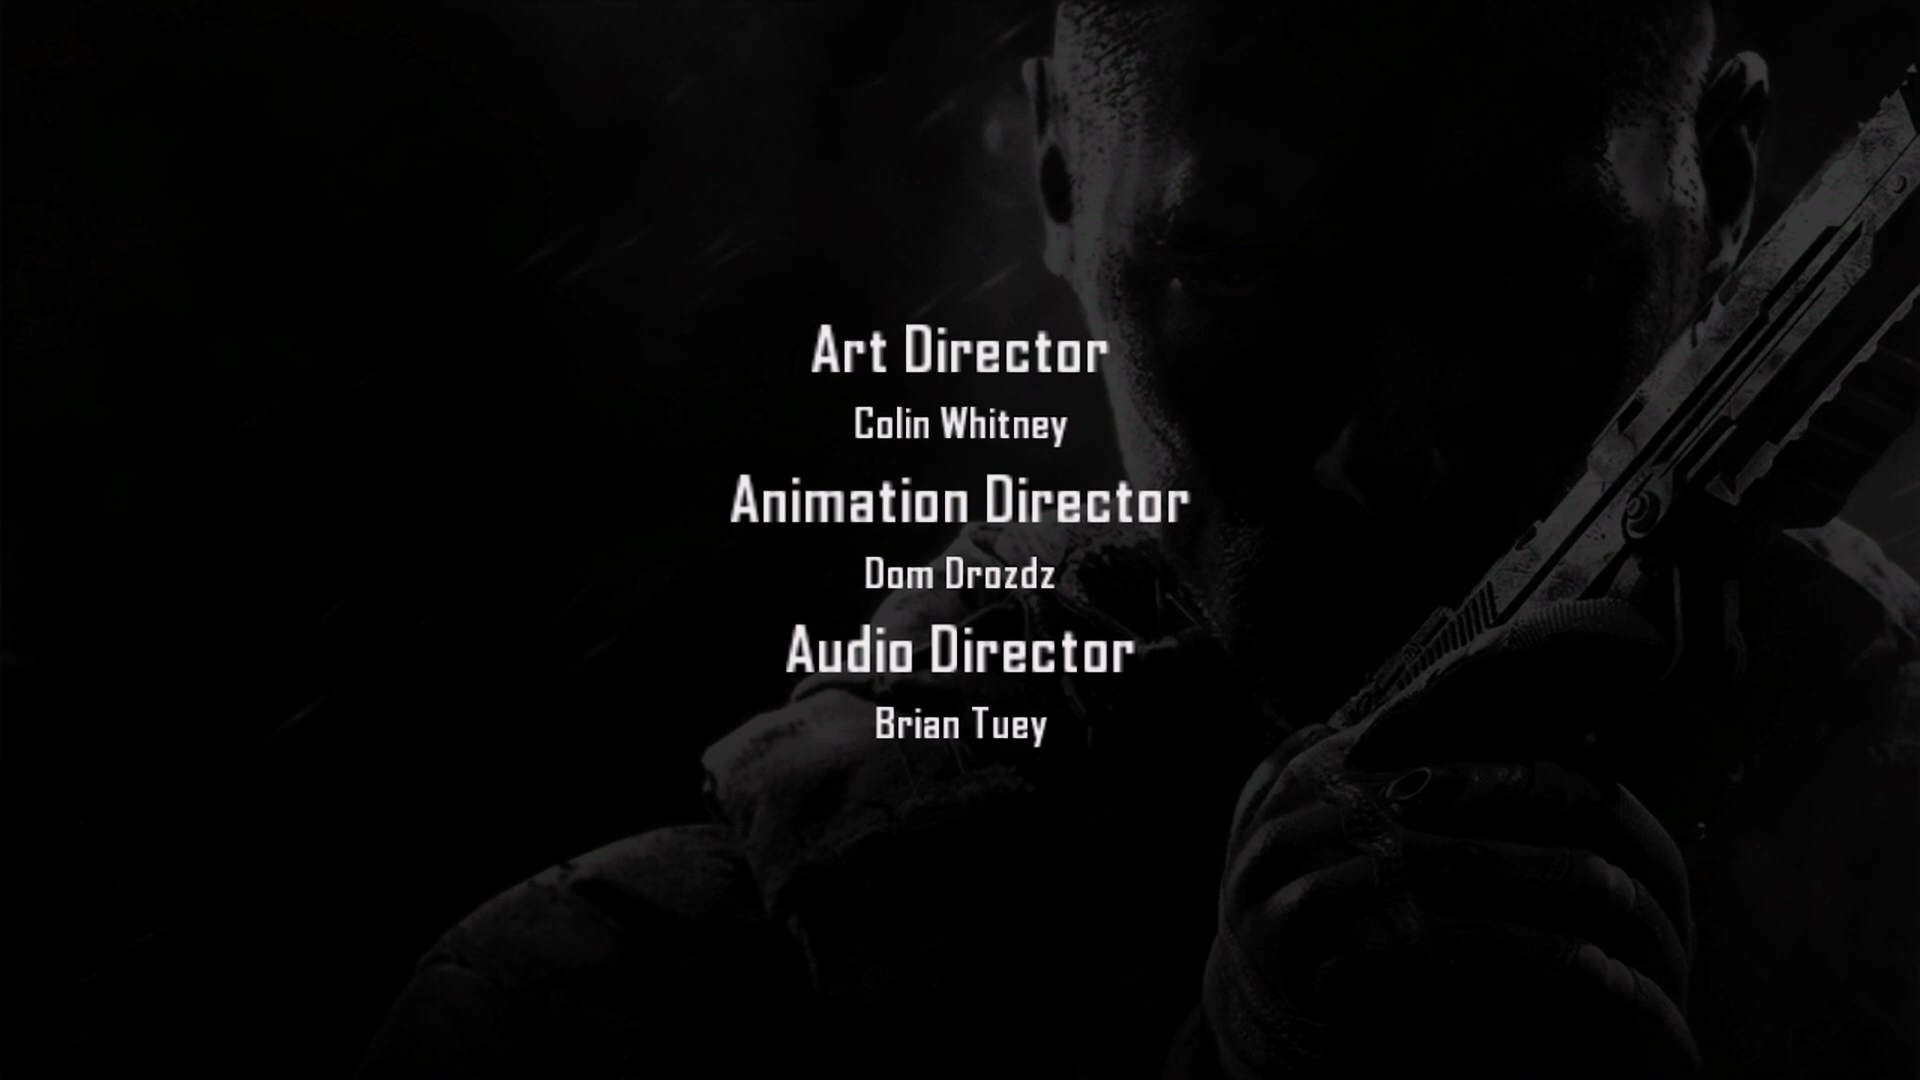 Art Director
Colin Whitney
Animation Director
Dom Drozdz
Audio Director
Brian Tuey